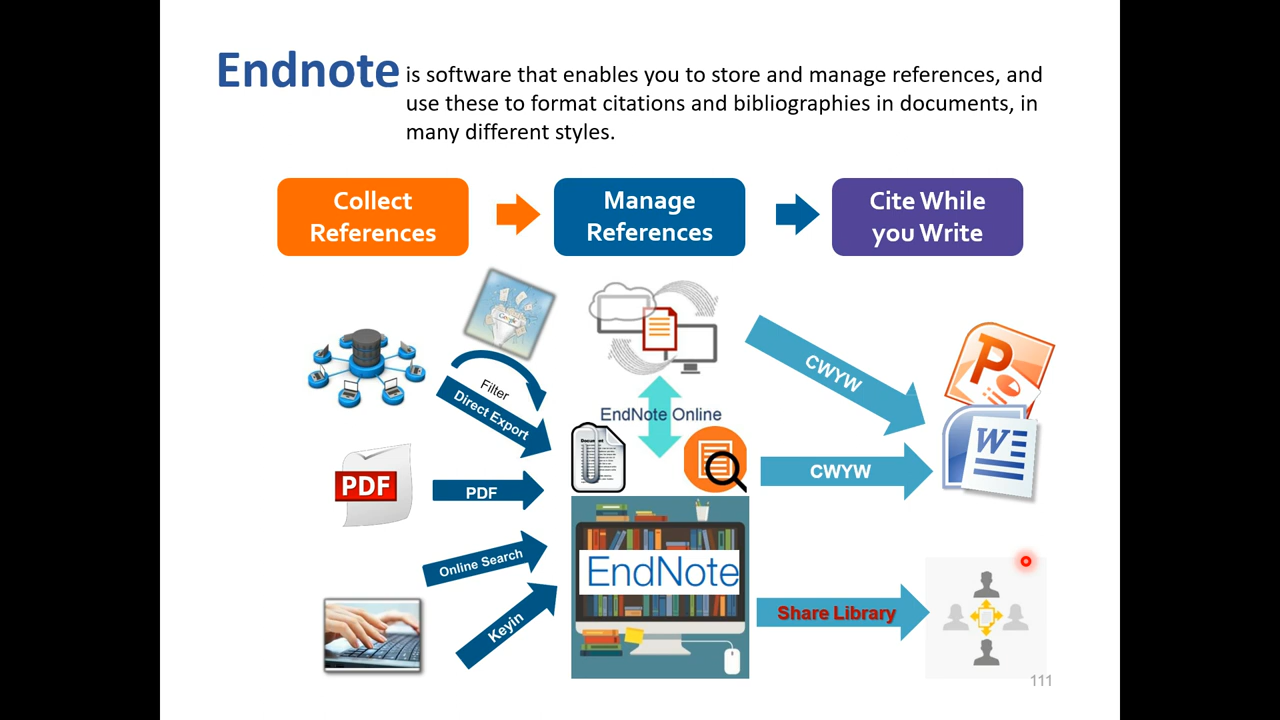 Endnote is software that enables you to store and manage references, and
use these to format citations and bibliographies in documents, in
many different styles.
Collect
References
Manage
References
Cite While
you Write
Google
Filter
Direct Export
EndNote Online
CWYW
P
Document
W
PDF
PDF
CWYW
Online Search
EndNote
Keyin
Share Library
111